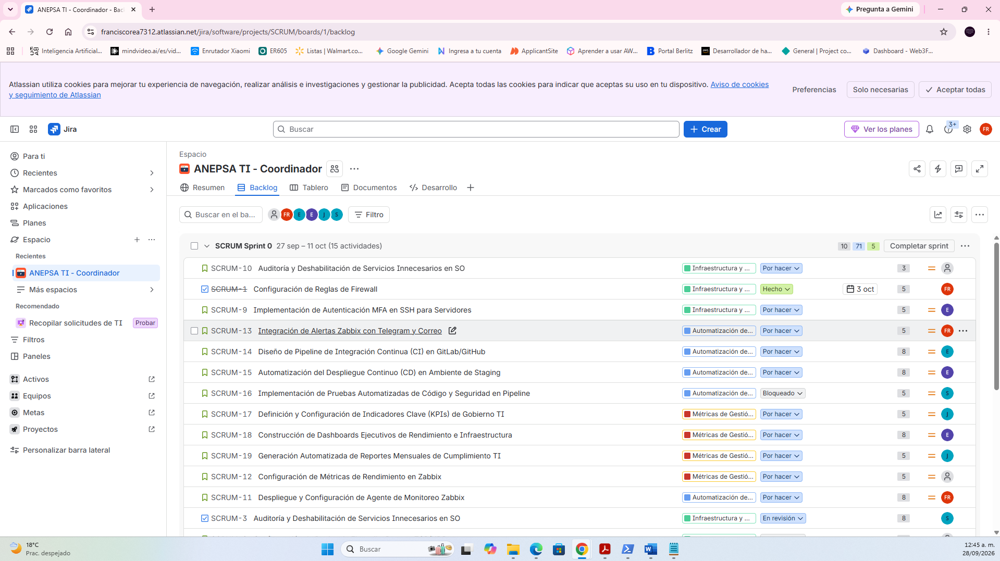 ANEPSA TI - Coordinador - Bac
Pregunta a Gemini
franciscorea7312.atlassian.net/jira/software/projects/SCRUM/boards/1/backlog
Inteligencia Artificial...
mindvideo.ai/es/vid...
Enrutador Xiaomi
ER605
Listas | Walmart.co...
Google Gemini
Ingresa a tu cuenta
ApplicantSite
Aprender a usar AW...
Portal Berlitz
Desarrollador de ha...
General | Project co...
Dashboard - Web3F...
Atlassian utiliza cookies para mejorar tu experiencia de navegación, realizar análisis e investigaciones y gestionar la publicidad. Acepta todas las cookies para indicar que aceptas su uso en tu dispositivo. Aviso de cookies
y seguimiento de Atlassian
Preferencias
Solo necesarias
Aceptar todas
Jira
Buscar
Crear
Ver los planes
3+
FR
Para ti
Recientes
Marcados como favoritos
Aplicaciones
Planes
Espacio
Recientes
ANEPSA TI - Coordinador
Más espacios
Recomendado
Recopilar solicitudes de TI Probar
Filtros
Paneles
Activos
Equipos
Metas
Proyectos
Personalizar barra lateral
Espacio
ANEPSA TI - Coordinador
Resumen
Backlog
Tablero
Documentos
Desarrollo
Buscar en el ba...
FR E E J S
Filtro
SCRUM Sprint 0 27 sep – 11 oct (15 actividades) 10 71 5 Completar sprint
SCRUM-10 Auditoría y Deshabilitación de Servicios Innecesarios en SO Infraestructura y ... Por hacer 3
SCRUM-1 Configuración de Reglas de Firewall Infraestructura y ... Hecho 3 oct 5 FR
SCRUM-9 Implementación de Autenticación MFA en SSH para Servidores Infraestructura y ... Por hacer 5 E
SCRUM-13 Integración de Alertas Zabbix con Telegram y Correo Automatización de... Por hacer 5 FR
SCRUM-14 Diseño de Pipeline de Integración Continua (CI) en GitLab/GitHub Automatización de... Por hacer 8 E
SCRUM-15 Automatización del Despliegue Continuo (CD) en Ambiente de Staging Automatización de... Por hacer 8 E
SCRUM-16 Implementación de Pruebas Automatizadas de Código y Seguridad en Pipeline Automatización de... Bloqueado 5 S
SCRUM-17 Definición y Configuración de Indicadores Clave (KPIs) de Gobierno TI Métricas de Gestió... Por hacer 5 J
SCRUM-18 Construcción de Dashboards Ejecutivos de Rendimiento e Infraestructura Métricas de Gestió... Por hacer 8 E
SCRUM-19 Generación Automatizada de Reportes Mensuales de Cumplimiento TI Métricas de Gestió... Por hacer 5 J
SCRUM-12 Configuración de Métricas de Rendimiento en Zabbix Métricas de Gestió... Por hacer 5
SCRUM-11 Despliegue y Configuración de Agente de Monitoreo Zabbix Automatización de... Por hacer 8 FR
SCRUM-3 Auditoría y Deshabilitación de Servicios Innecesarios en SO Infraestructura y ... En revisión 8 S
18°C
Prac. despejado
Buscar
12:45 a. m.
28/09/2026